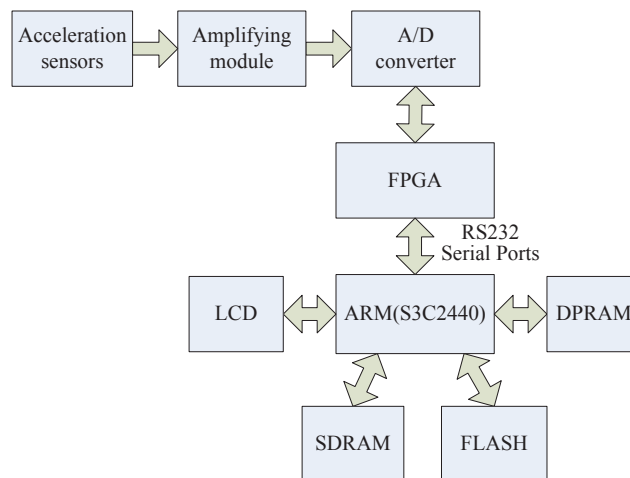 Acceleration
sensors
Amplifying
module
A/D
converter
FPGA
RS232
Serial Ports
LCD
ARM(S3C2440)
DPRAM
SDRAM
FLASH